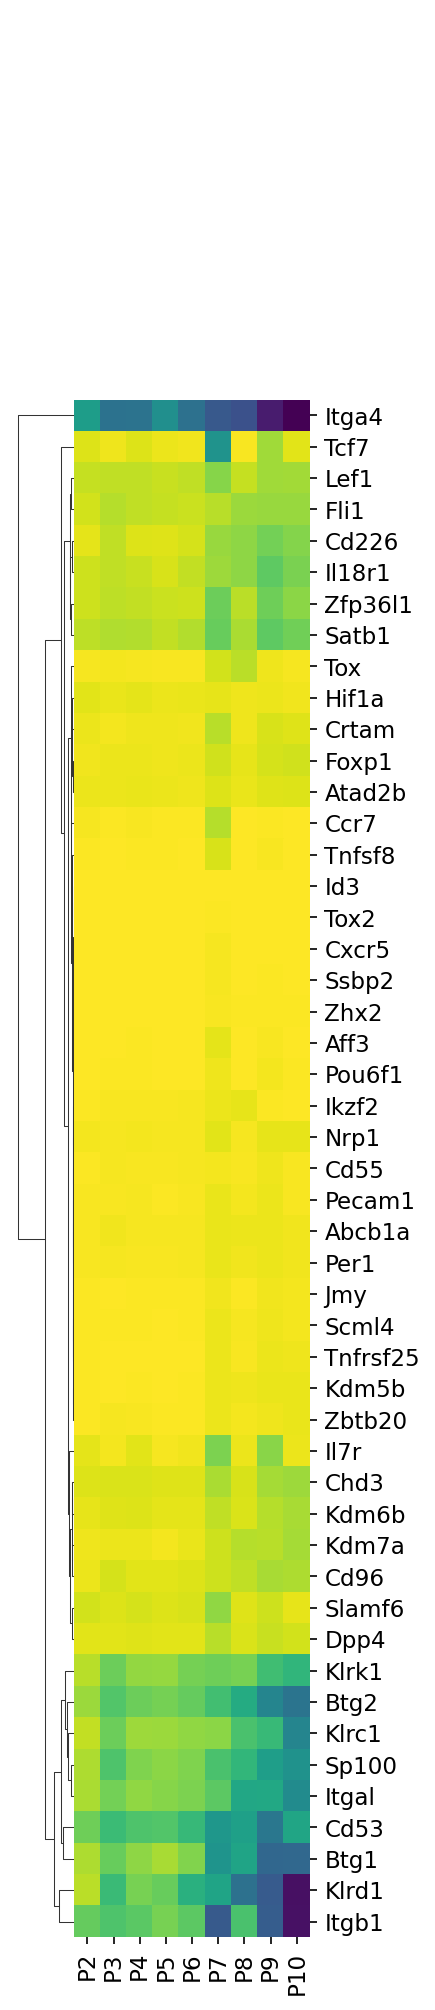 Itga4
Tcf7
Lef1
Fli1
Cd226
Il18r1
Zfp36l1
Satb1
Tox
Hif1a
Crtam
Foxp1
Atad2b
Ccr7
Tnfsf8
Id3
Tox2
Cxcr5
Ssbp2
Zhx2
Aff3
Pou6f1
Ikzf2
Nrp1
Cd55
Pecam1
Abcb1a
Per1
Jmy
Scml4
Tnfrsf25
Kdm5b
Zbtb20
Il7r
Chd3
Kdm6b
Kdm7a
Cd96
Slamf6
Dpp4
Klrk1
Btg2
Klrc1
Sp100
Itgal
Cd53
Btg1
Klrd1
Itgb1
P2 P3 P4 P5 P6 P7 P8 P9 P10